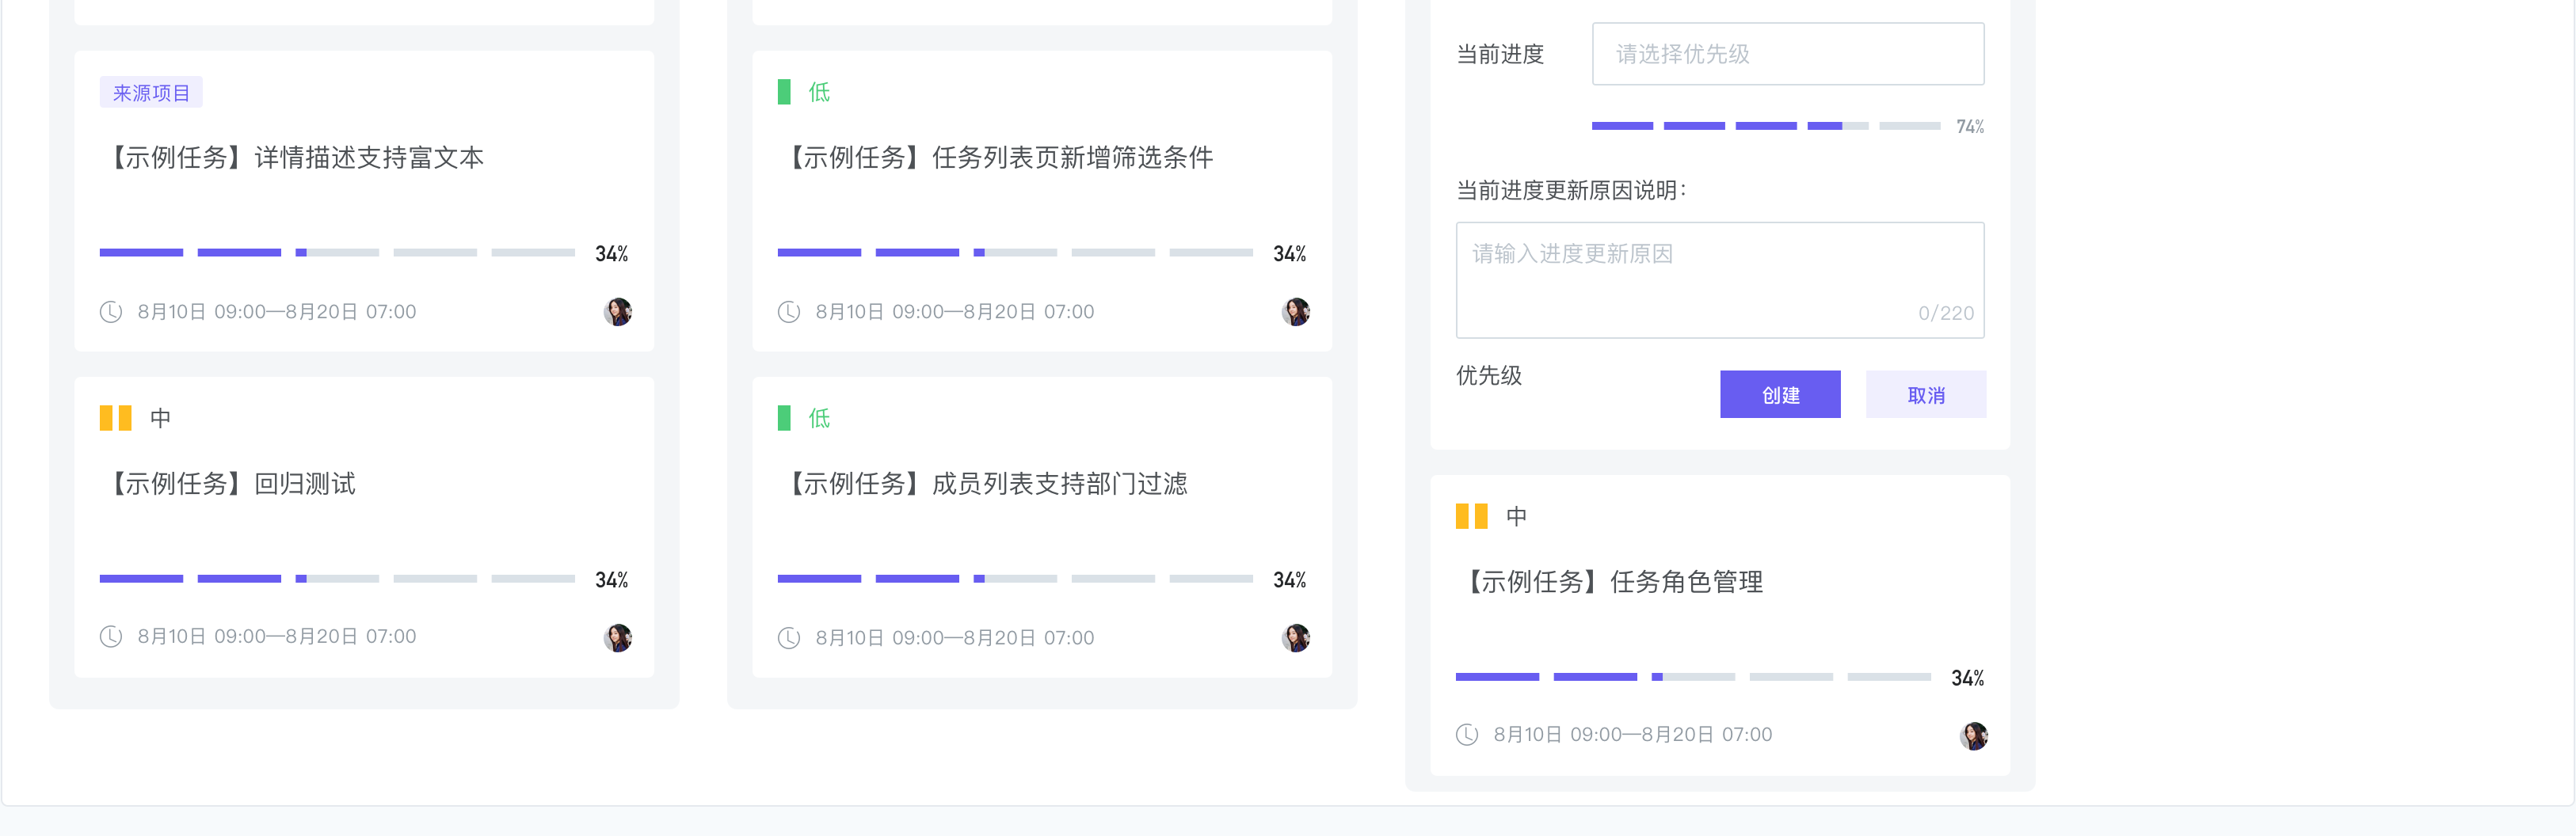 来源项目
【示例任务】详情描述支持富文本
34%
8月10日 09:00—8月20日 07:00
中
【示例任务】回归测试
34%
8月10日 09:00—8月20日 07:00
低
【示例任务】任务列表页新增筛选条件
34%
8月10日 09:00—8月20日 07:00
低
【示例任务】成员列表支持部门过滤
34%
8月10日 09:00—8月20日 07:00
当前进度 请选择优先级
74%
当前进度更新原因说明：
请输入进度更新原因
0/220
优先级 创建 取消
中
【示例任务】任务角色管理
34%
8月10日 09:00—8月20日 07:00